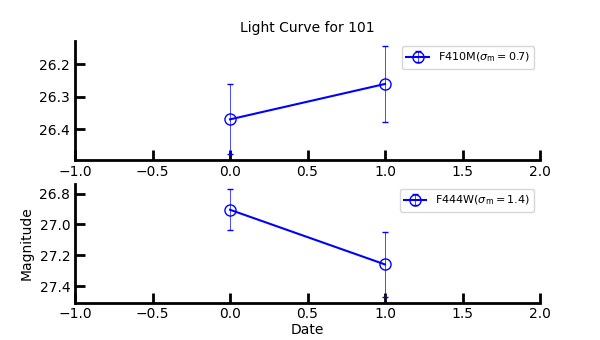 Light Curve for 101
F410M(σm = 0.7)
26.2
26.3
26.4
−1.0 −0.5 0.0 0.5 1.0 1.5 2.0
F444W(σm = 1.4)
26.8
27.0
27.2
27.4
Magnitude
−1.0 −0.5 0.0 0.5 1.0 1.5 2.0
Date